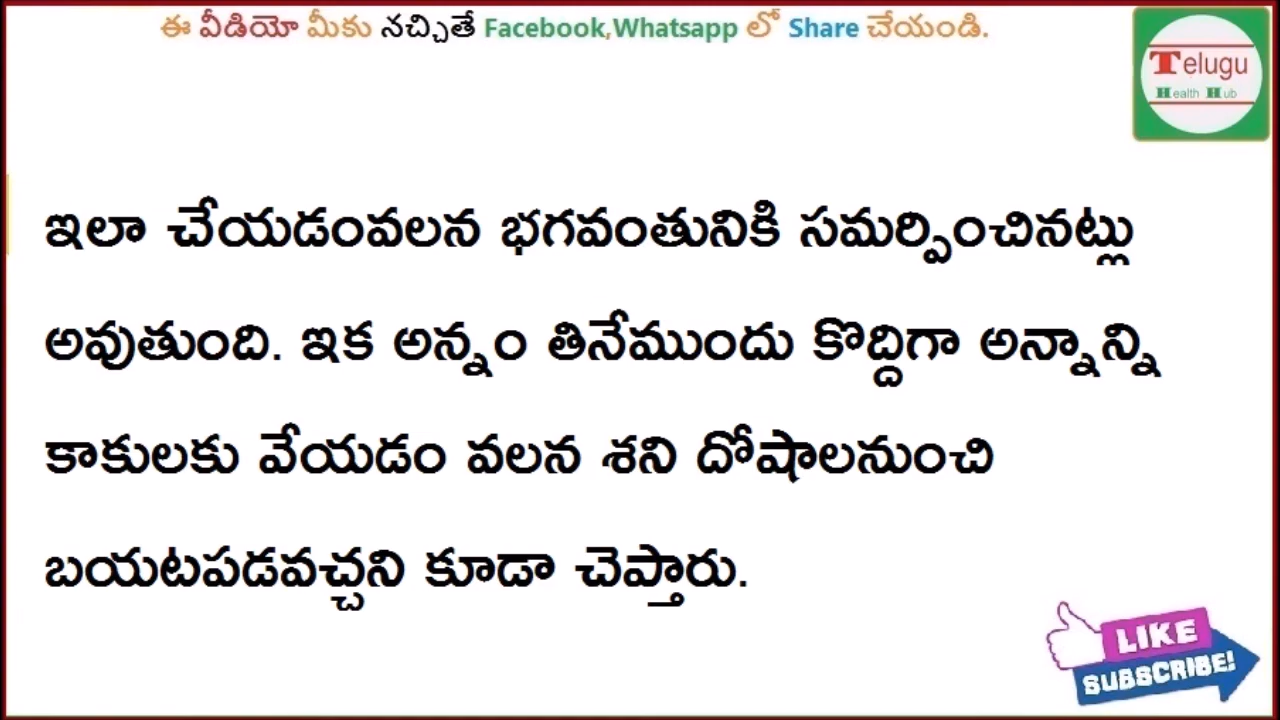 ఈ వీడియో మీకు నచ్చితే Facebook,Whatsapp లో Share చేయండి.
Telugu
Health Hub
ఇలా చేయడంవలన భగవంతునికి సమర్పించినట్లు
అవుతుంది. ఇక అన్నం తినేముందు కొద్దిగా అన్నాన్ని
కాకులకు వేయడం వలన శని దోషాలనుంచి
బయటపడవచ్చని కూడా చెప్తారు.
LIKE
SUBSCRIBE!